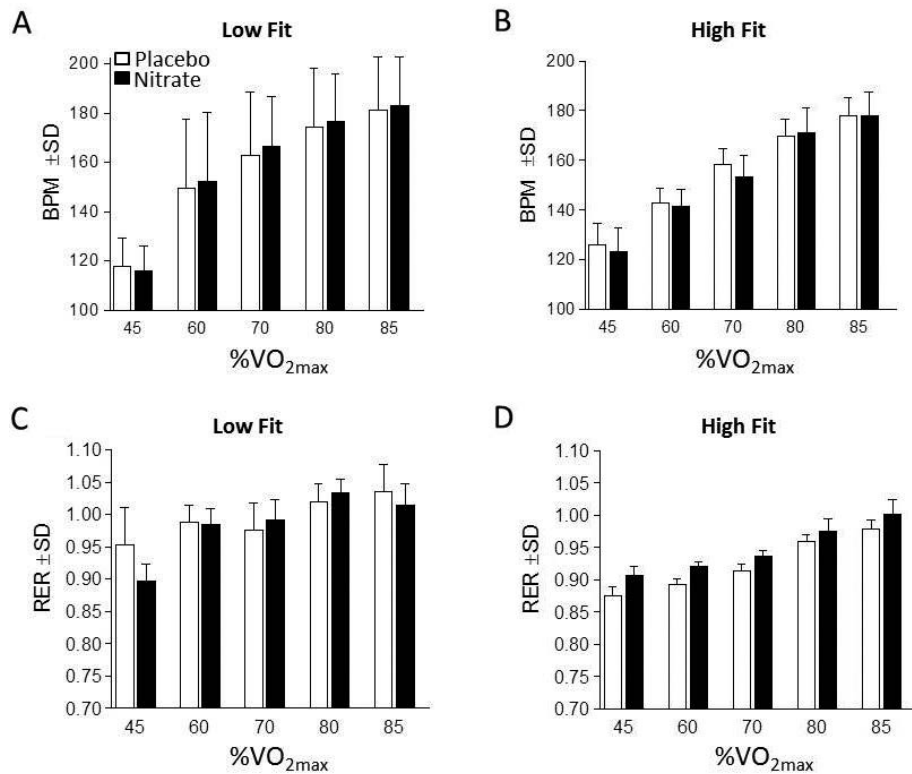 A
Low Fit
Placebo
Nitrate
BPM ±SD
200
180
160
140
120
100
45 60 70 80 85
%VO2max
B
High Fit
BPM ±SD
200
180
160
140
120
100
45 60 70 80 85
%VO2max
C
Low Fit
RER ±SD
1.10
1.05
1.00
0.95
0.90
0.85
0.80
0.70
45 60 70 80 85
%VO2max
D
High Fit
RER ±SD
1.10
1.05
1.00
0.95
0.90
0.85
0.80
0.70
45 60 70 80 85
%VO2max